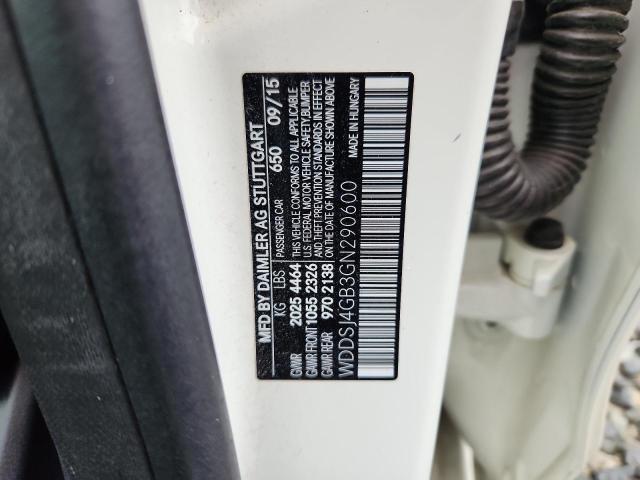 MFD BY DAIMLER AG STUTTGART
KG LBS PASSENGER CAR 650 09/15
GVWR 2025 4464 THIS VEHICLE CONFORMS TO ALL APPLICABLE
GAWR FRONT 1055 2326 U.S. FEDERAL MOTOR VEHICLE SAFETY, BUMPER
GAWR REAR 970 2138 AND THEFT PREVENTION STANDARDS IN EFFECT
ON THE DATE OF MANUFACTURE SHOWN ABOVE
WDDSJ4GB3GN290600
MADE IN HUNGARY